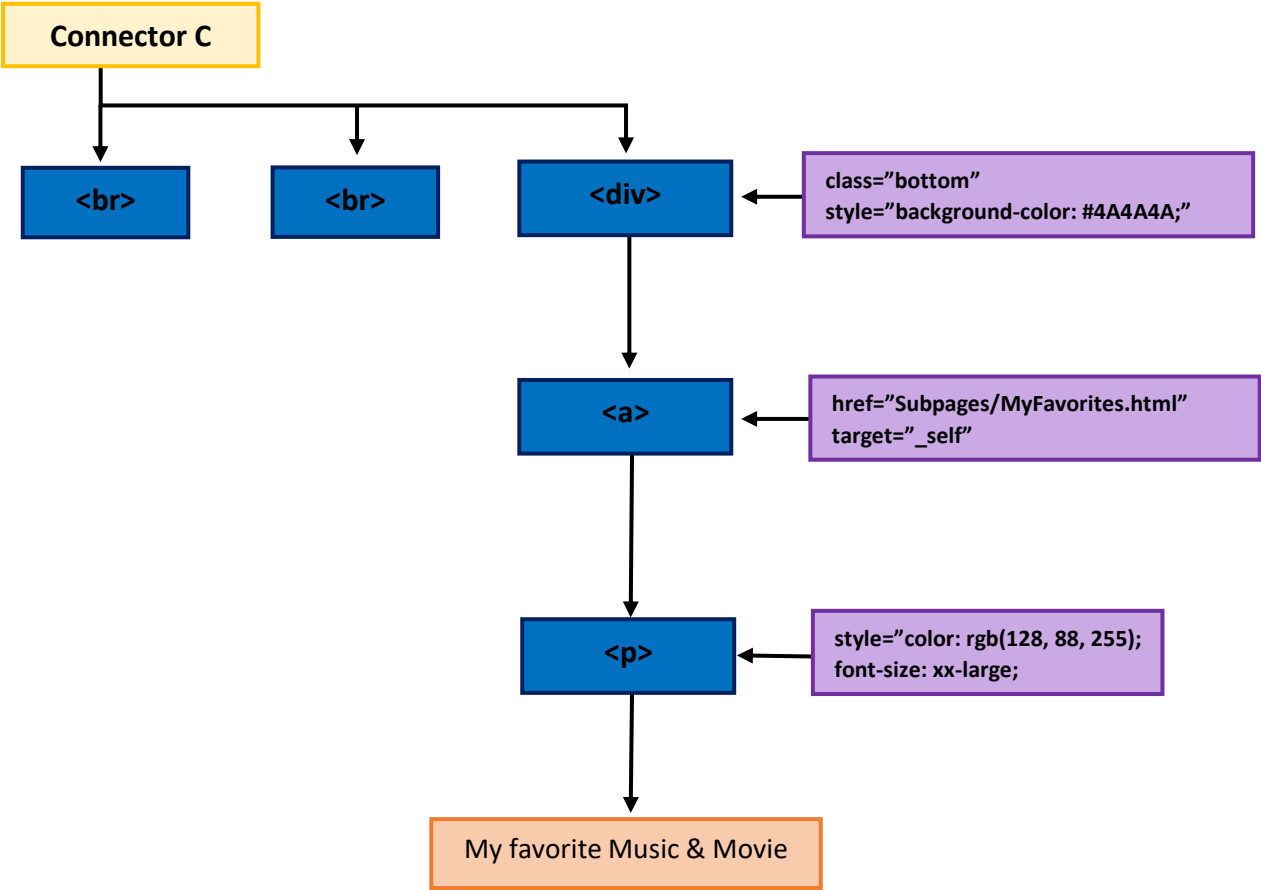 Connector C
<br>
<br>
<div>
class=”bottom”
style=”background-color: #4A4A4A;”
<a>
href=”Subpages/MyFavorites.html”
target=”_self”
<p>
style=”color: rgb(128, 88, 255);
font-size: xx-large;
My favorite Music & Movie